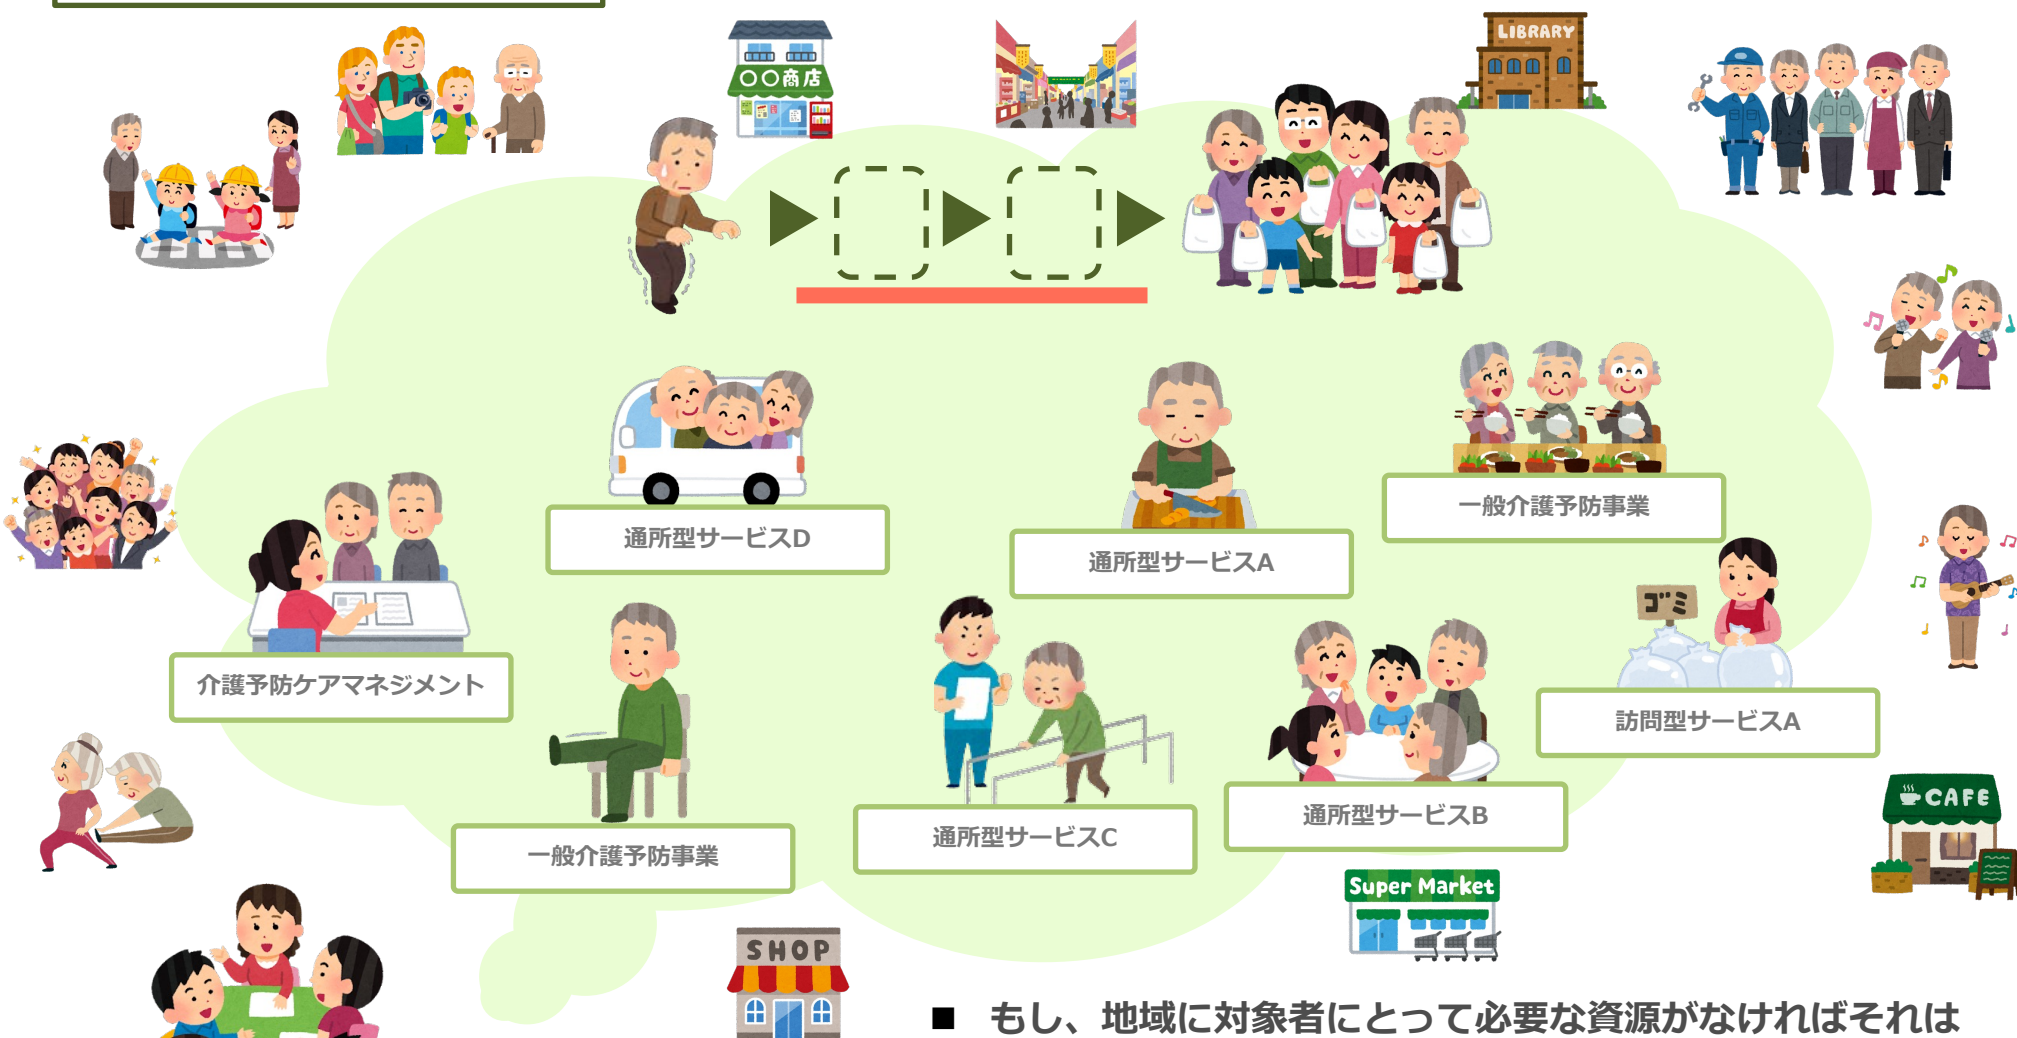 〇〇商店
LIBRARY
一般介護予防事業
通所型サービスD
通所型サービスA
ゴミ
介護予防ケアマネジメント
訪問型サービスA
通所型サービスB
通所型サービスC
一般介護予防事業
CAFE
Super Market
SHOP
■ もし、地域に対象者にとって必要な資源がなければそれは